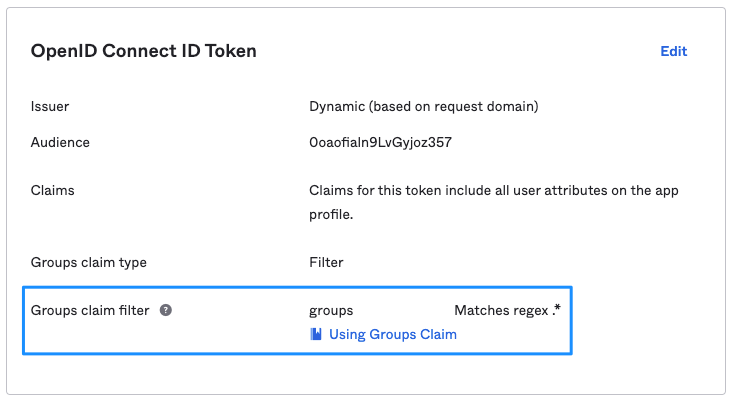 OpenID Connect ID Token Edit
Issuer Dynamic (based on request domain)
Audience 0oaofialn9LvGyjoz357
Claims Claims for this token include all user attributes on the app
profile.
Groups claim type Filter
Groups claim filter ? groups Matches regex .*
Using Groups Claim